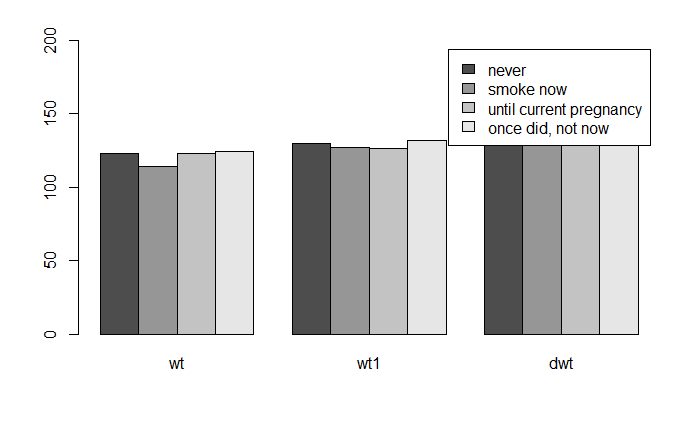 200
150
100
50
0
never
smoke now
until current pregnancy
once did, not now
wt
wt1
dwt